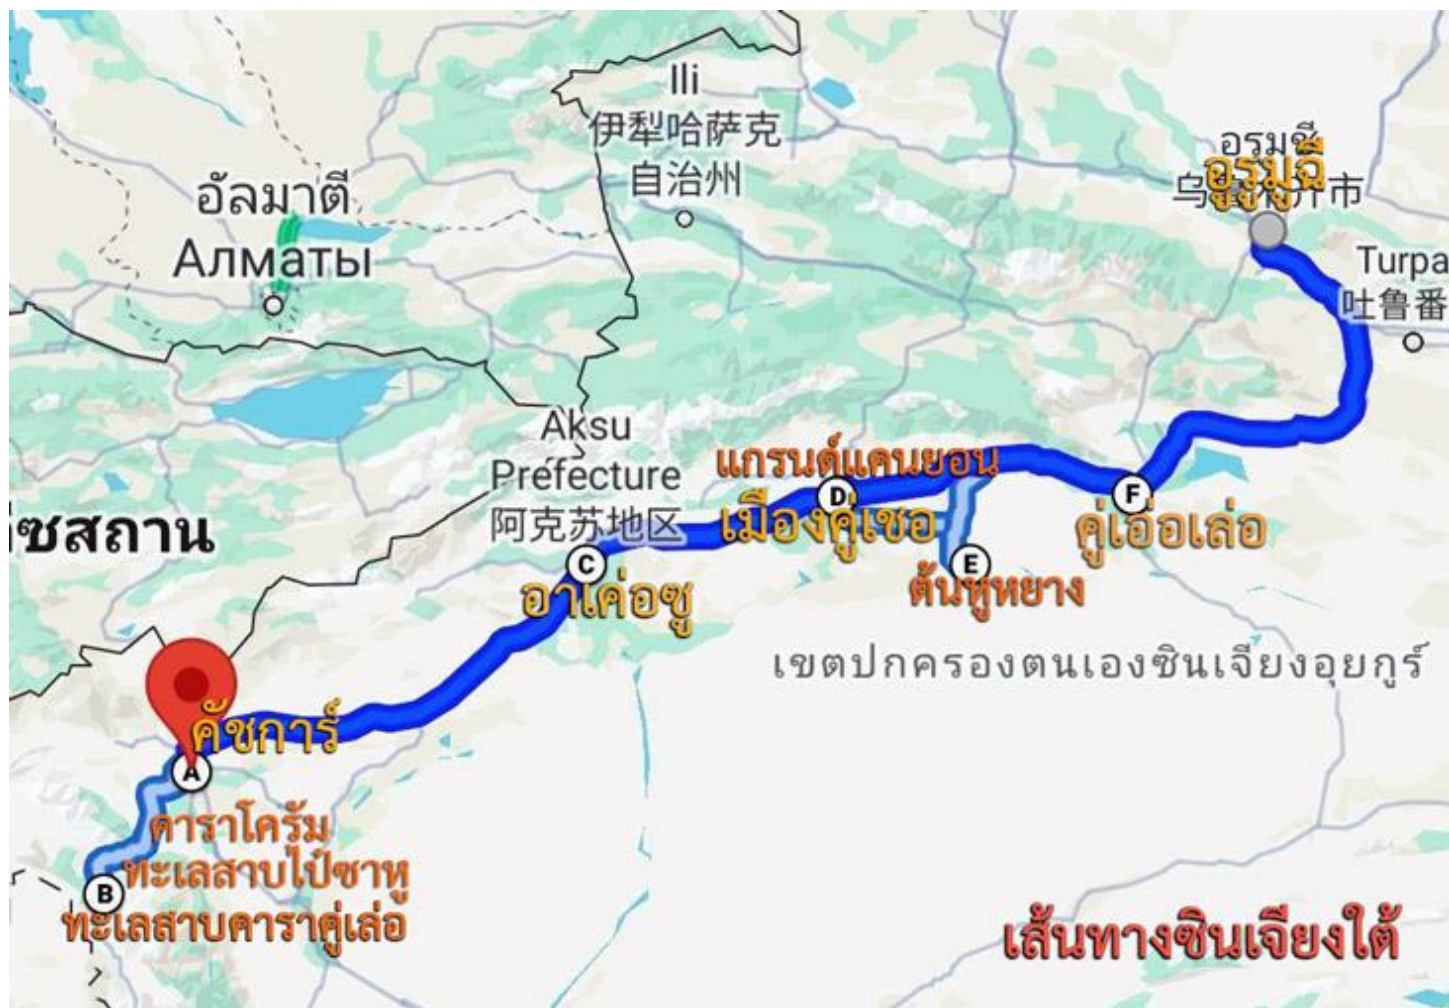 Ili
伊犁哈萨克
自治州
อัลมาตี
Алматы
อุรุมชี
อูรูมูฉี
Turpa
吐鲁番
Aksu
Prefecture
阿克苏地区
แกรนด์แคนยอน
D
เมืองคู่เชอ
F
คู่เอ่อเล่อ
ซสถาน
C
อาเค่อซู
E
ต้นหูหยาง
เขตปกครองตนเองซินเจียงอุยกูร์
คัชการ์
A
คาราโครัม
ทะเลสาบไป๋ซาหู
B
ทะเลสาบคาราคู่เล่อ
เส้นทางซินเจียงใต้